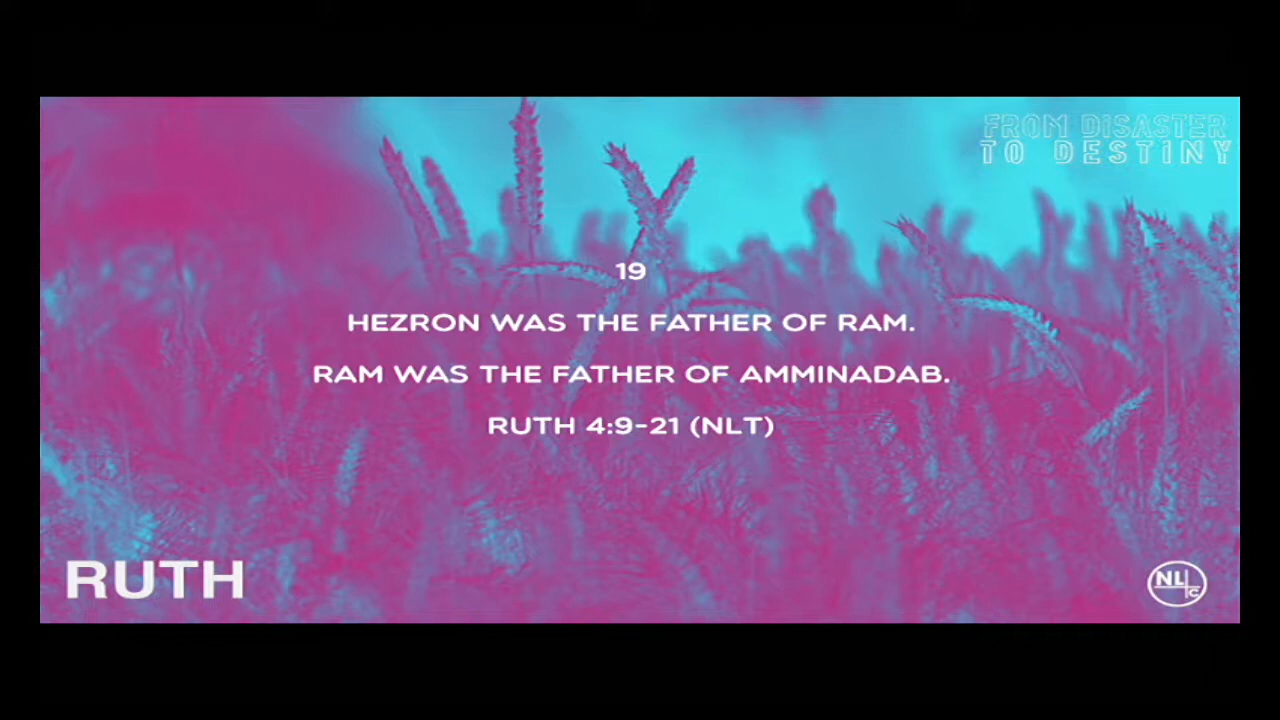 FROM DISASTER
TO DESTINY
19
HEZRON WAS THE FATHER OF RAM.
RAM WAS THE FATHER OF AMMINADAB.
RUTH 4:9-21 (NLT)
RUTH
NL
C